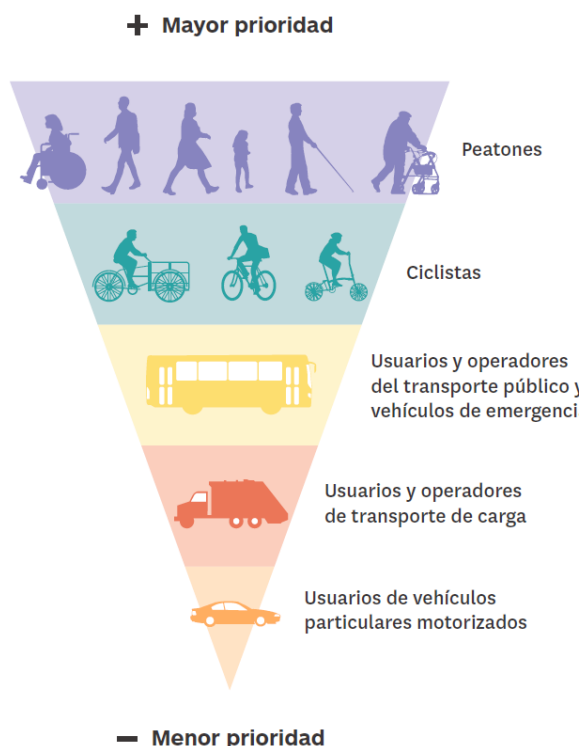 + Mayor prioridad
Peatones
Ciclistas
Usuarios y operadores
del transporte público y
vehículos de emergenci
Usuarios y operadores
de transporte de carga
Usuarios de vehículos
particulares motorizados
− Menor prioridad